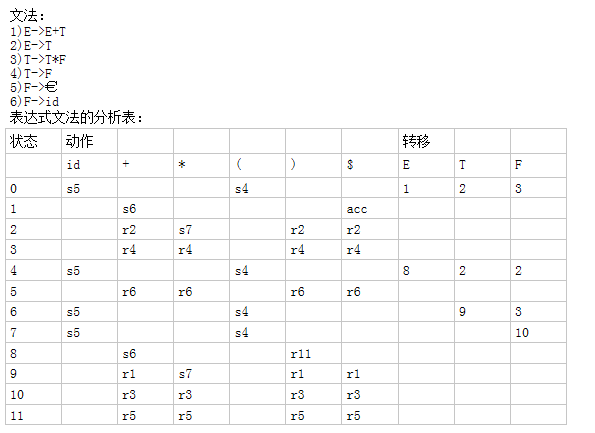 文法：
1)E->E+T
2)E->T
3)T->T*F
4)T->F
5)F->€
6)F->id
表达式文法的分析表：
状态 动作 转移
id + * ( ) $ E T F
0 s5 s4 1 2 3
1 s6 acc
2 r2 s7 r2 r2
3 r4 r4 r4 r4
4 s5 s4 8 2 2
5 r6 r6 r6 r6
6 s5 s4 9 3
7 s5 s4 10
8 s6 r11
9 r1 s7 r1 r1
10 r3 r3 r3 r3
11 r5 r5 r5 r5